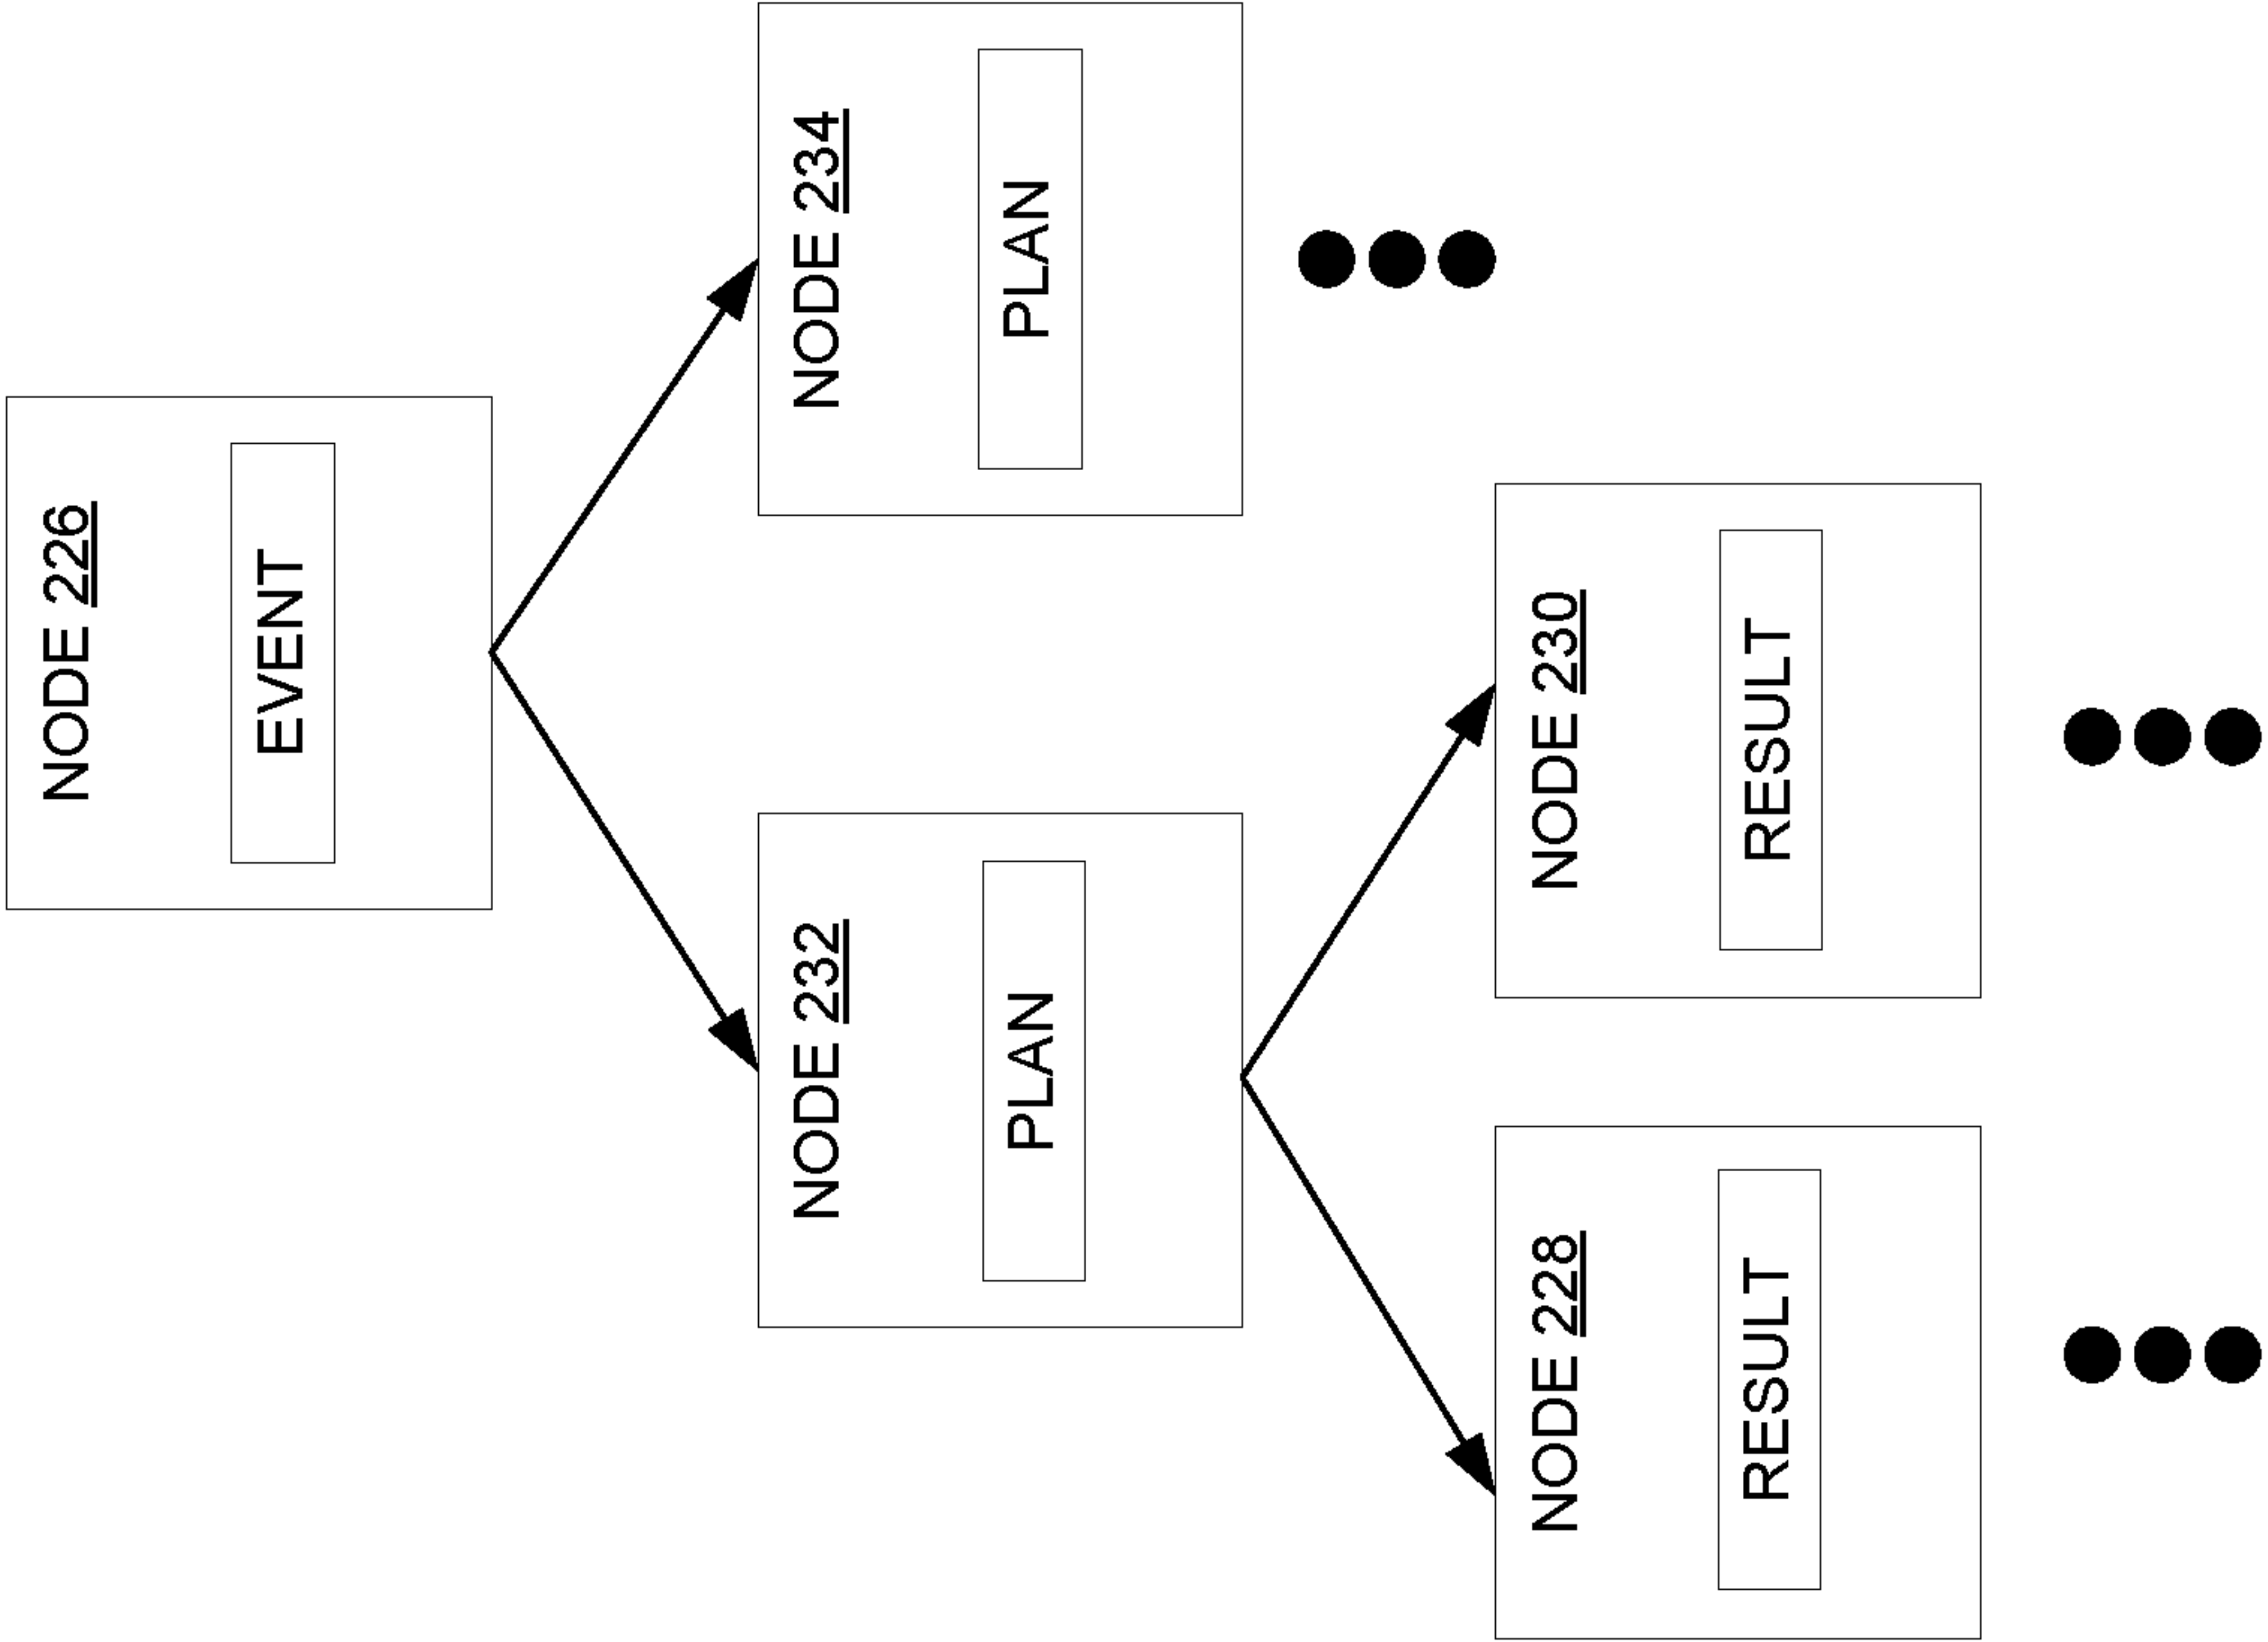 NODE 226
EVENT
NODE 232
PLAN
NODE 234
PLAN
NODE 228
RESULT
NODE 230
RESULT